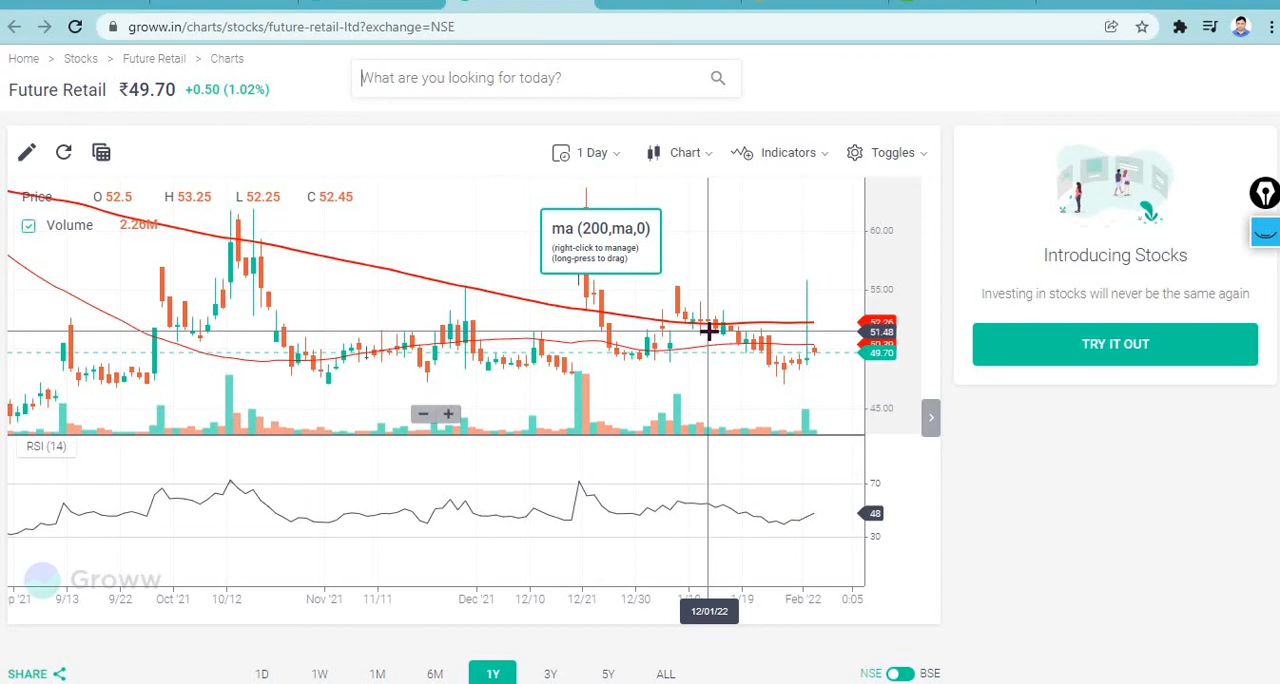 groww.in/charts/stocks/future-retail-ltd?exchange=NSE
Home > Stocks > Future Retail > Charts
What are you looking for today?
Future Retail ₹49.70 +0.50 (1.02%)
1 Day Chart Indicators Toggles
Price O 52.5 H 53.25 L 52.25 C 52.45
Volume 2.26M
ma (200,ma,0)
(right-click to manage)
(long-press to drag)
60.00
55.00
52.26
51.48
49.70
45.00
− +
RSI (14)
70
48
30
Groww
9/13 9/22 Oct '21 10/12 Nov '21 11/11 Dec '21 12/10 12/21 12/30 1/19 Feb '22 0:05
12/01/22
SHARE 1D 1W 1M 6M 1Y 3Y 5Y ALL NSE BSE
Introducing Stocks
Investing in stocks will never be the same again
TRY IT OUT